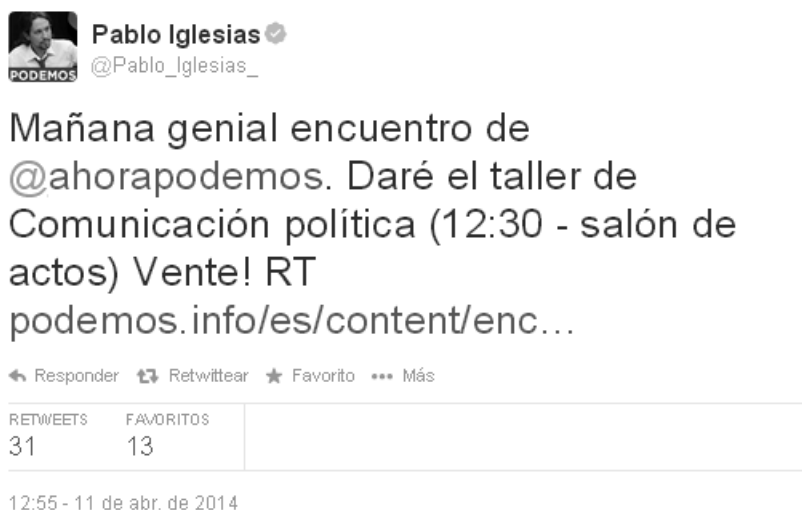 Pablo Iglesias
PODEMOS
@Pablo_Iglesias_
Mañana genial encuentro de
@ahorapodemos. Daré el taller de
Comunicación política (12:30 - salón de
actos) Vente! RT
podemos.info/es/content/enc...
Responder Retwittear Favorito Más
RETWEETS FAVORITOS
31 13
12:55 - 11 de abr. de 2014